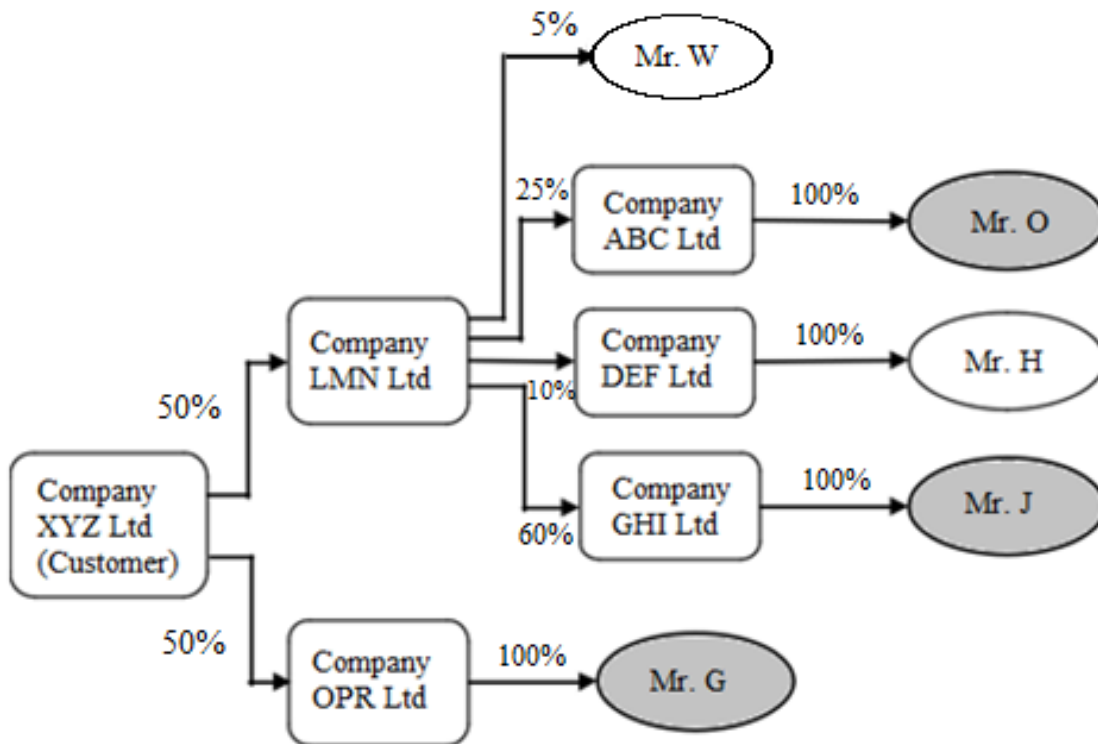 5%
Mr. W
25%
Company
ABC Ltd
100%
Mr. O
Company
LMN Ltd
10%
Company
DEF Ltd
100%
Mr. H
50%
Company
XYZ Ltd
(Customer)
60%
Company
GHI Ltd
100%
Mr. J
50%
Company
OPR Ltd
100%
Mr. G